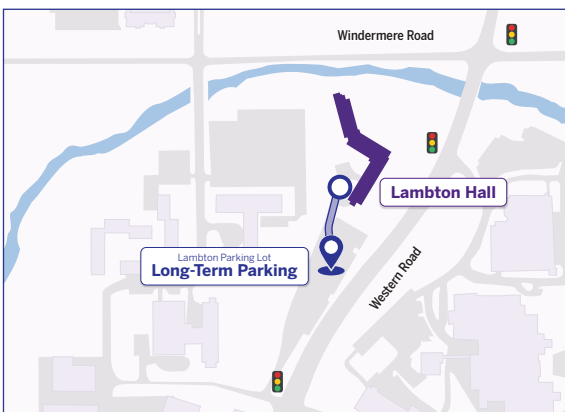 Windermere Road
Lambton Hall
Lambton Parking Lot
Long-Term Parking
Western Road